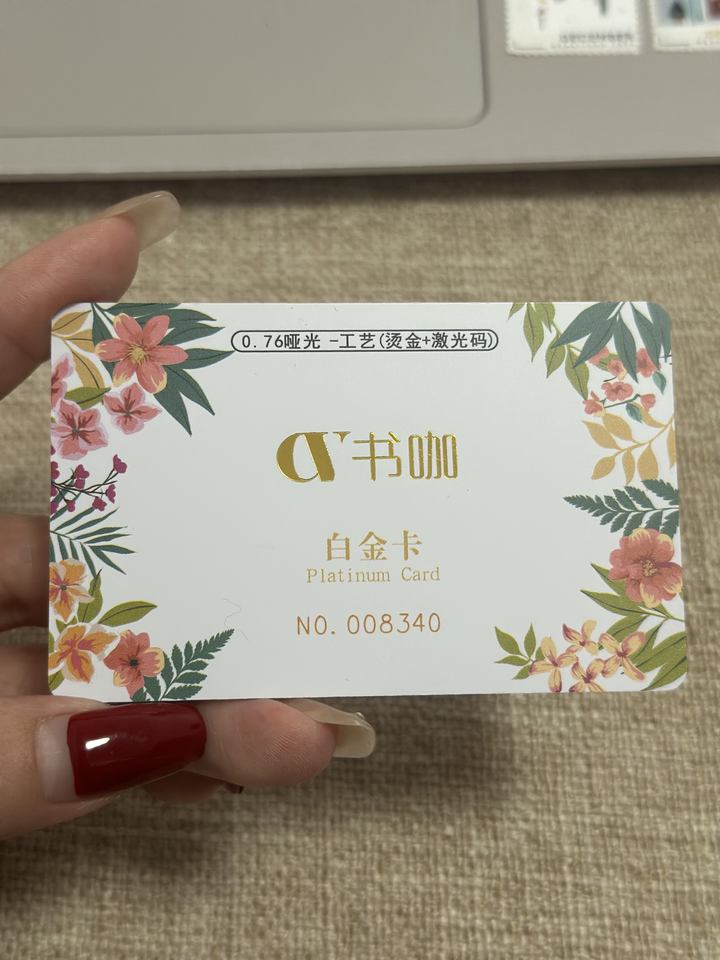 0.76哑光 -工艺(烫金+激光码)
书咖
白金卡
Platinum Card
NO. 008340